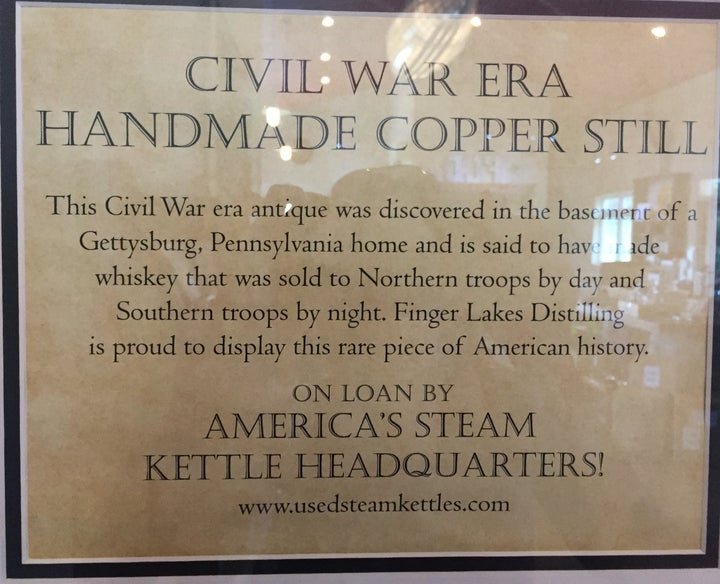 CIVIL WAR ERA
HANDMADE COPPER STILL
This Civil War era antique was discovered in the basement of a
Gettysburg, Pennsylvania home and is said to have made
whiskey that was sold to Northern troops by day and
Southern troops by night. Finger Lakes Distilling
is proud to display this rare piece of American history.
ON LOAN BY
AMERICA'S STEAM
KETTLE HEADQUARTERS!
www.usedsteamkettles.com